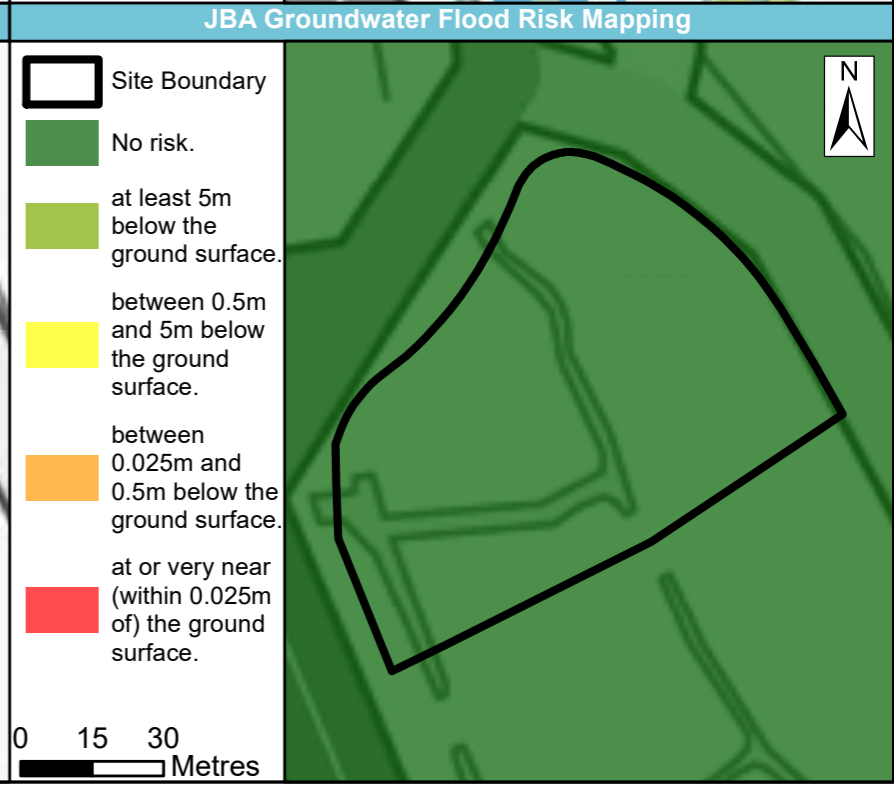 JBA Groundwater Flood Risk Mapping
Site Boundary
No risk.
at least 5m
below the
ground surface.
between 0.5m
and 5m below
the ground
surface.
between
0.025m and
0.5m below the
ground surface.
at or very near
(within 0.025m
of) the ground
surface.
0 15 30
Metres
N